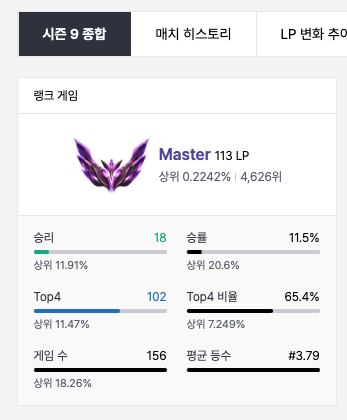 시즌 9 종합 매치 히스토리 LP 변화 추이
랭크 게임
Master 113 LP
상위 0.2242% | 4,626위
승리 18 승률 11.5%
상위 11.91% 상위 20.6%
Top4 102 Top4 비율 65.4%
상위 11.47% 상위 7.249%
게임 수 156 평균 등수 #3.79
상위 18.26%